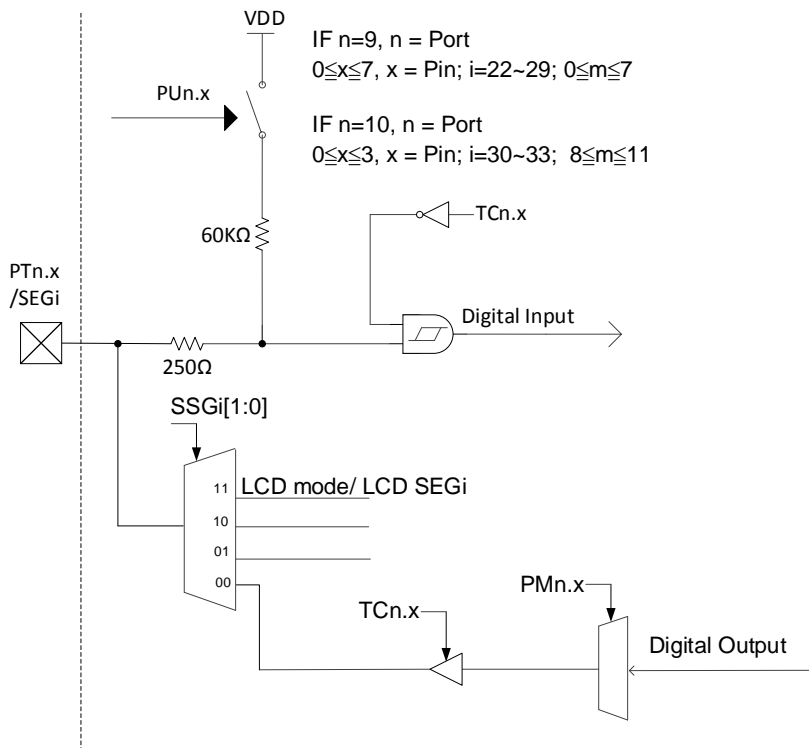 VDD
IF n=9, n = Port
0≦x≦7, x = Pin; i=22~29; 0≦m≦7
PUn.x
IF n=10, n = Port
0≦x≦3, x = Pin; i=30~33; 8≦m≦11
TCn.x
60KΩ
PTn.x
/SEGi
Digital Input
250Ω
SSGi[1:0]
11
LCD mode/ LCD SEGi
10
01
00
PMn.x
TCn.x
Digital Output